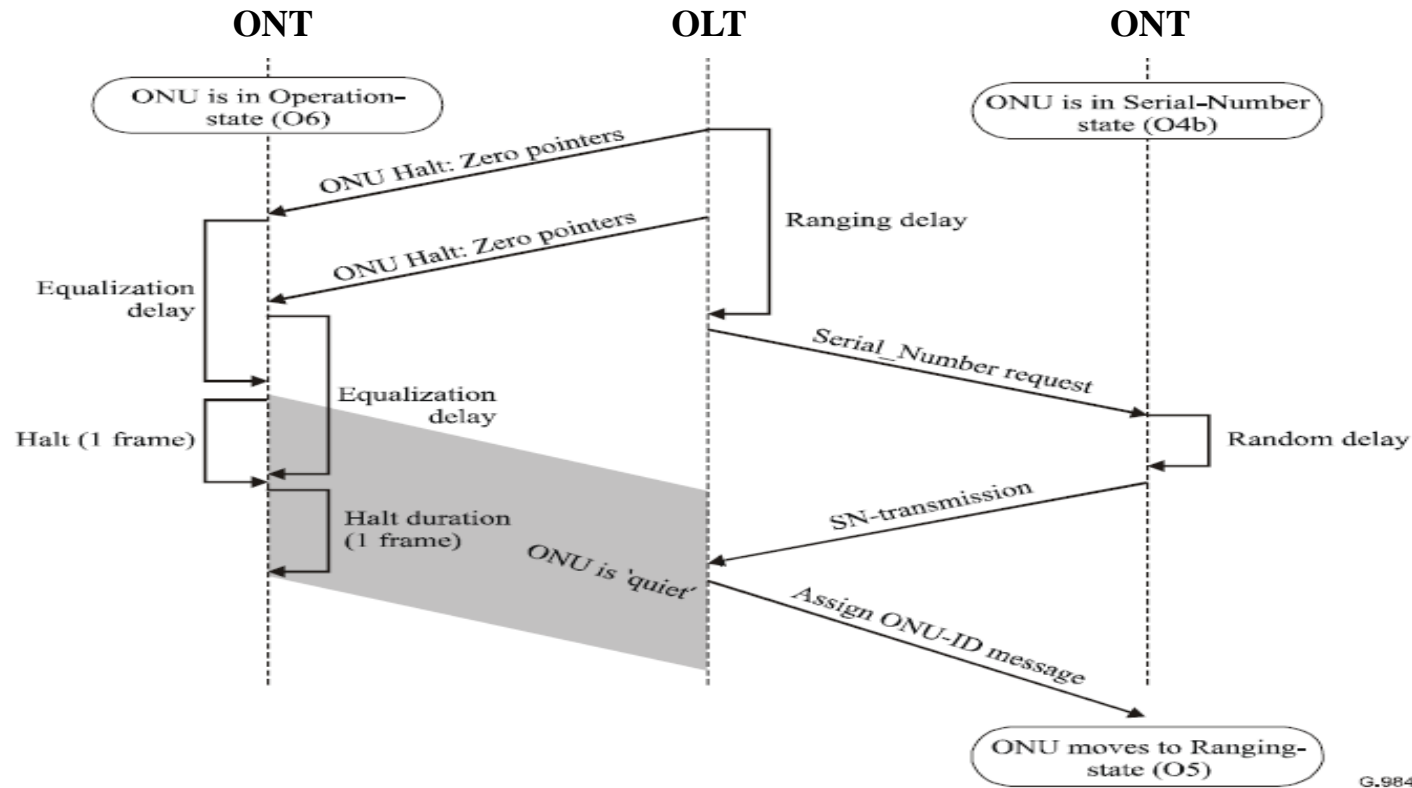 ONT
OLT
ONT
ONU is in Operation-
state (O6)
ONU is in Serial-Number
state (O4b)
ONU Halt: Zero pointers
Ranging delay
ONU Halt: Zero pointers
Equalization
delay
Serial_Number request
Equalization
delay
Halt (1 frame)
Random delay
SN-transmission
Halt duration
(1 frame)
ONU is 'quiet'
Assign ONU-ID message
ONU moves to Ranging-
state (O5)
G.984